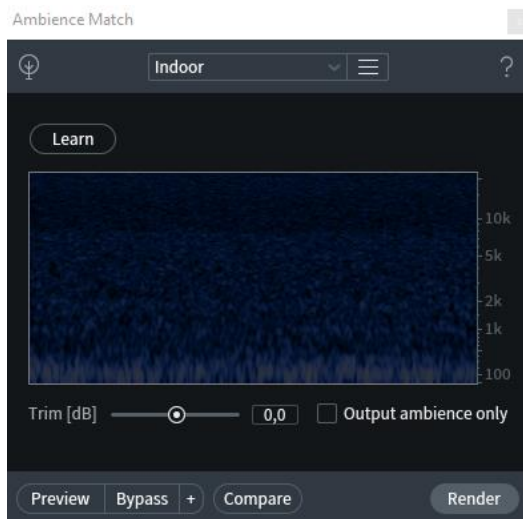 Ambience Match
Indoor
?
Learn
10k
5k
2k
1k
100
Trim [dB] 0,0 Output ambience only
Preview Bypass + Compare Render